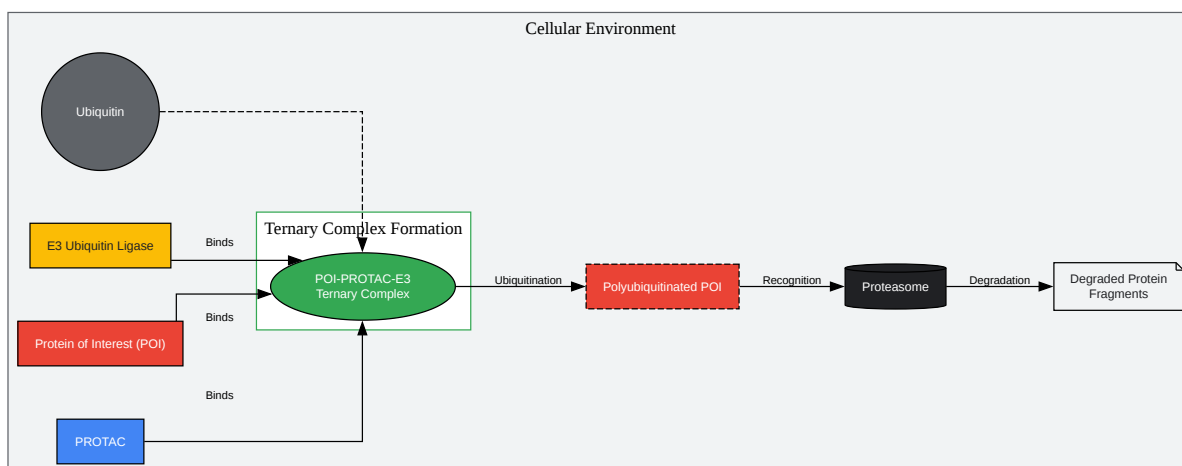 Cellular Environment
Ubiquitin
Ternary Complex Formation
E3 Ubiquitin Ligase
Binds
POI-PROTAC-E3
Ternary Complex
Ubiquitination
Polyubiquitinated POI
Recognition
Proteasome
Degradation
Degraded Protein
Fragments
Binds
Protein of Interest (POI)
Binds
PROTAC